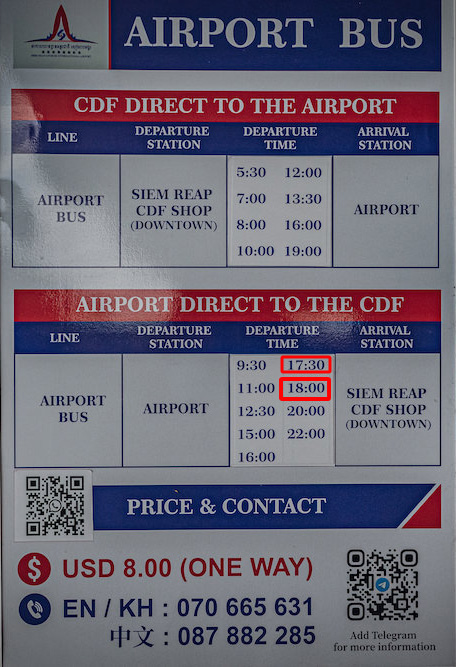 AIRPORT BUS
CDF DIRECT TO THE AIRPORT
LINE
DEPARTURE STATION
DEPARTURE TIME
ARRIVAL STATION
AIRPORT BUS
SIEM REAP
CDF SHOP
(DOWNTOWN)
5:30 12:00
7:00 13:30
8:00 16:00
10:00 19:00
AIRPORT
AIRPORT DIRECT TO THE CDF
LINE
DEPARTURE STATION
DEPARTURE TIME
ARRIVAL STATION
AIRPORT BUS
AIRPORT
9:30 17:30
11:00 18:00
12:30 20:00
15:00 22:00
16:00
SIEM REAP
CDF SHOP
(DOWNTOWN)
PRICE & CONTACT
$ USD 8.00 (ONE WAY)
EN / KH : 070 665 631
中文 : 087 882 285
Add Telegram
for more information